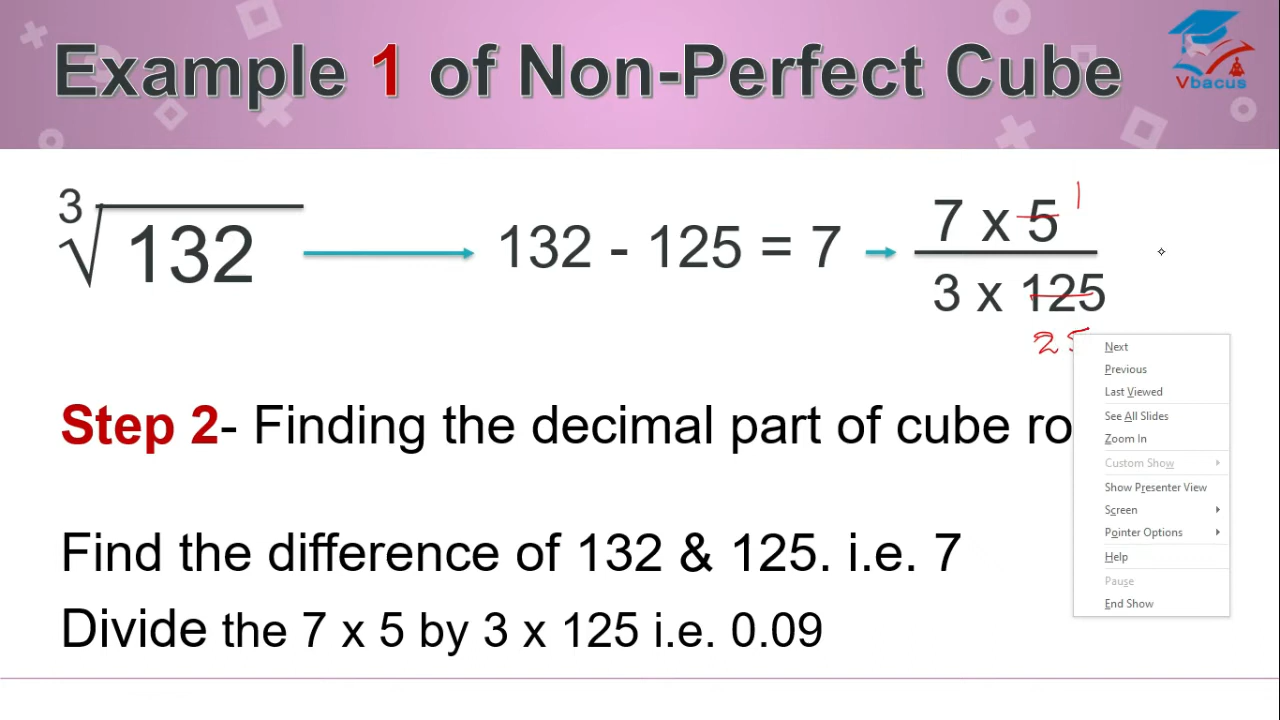 Example 1 of Non-Perfect Cube
Vbacus
3
√132
132 - 125 = 7
7 x 5
1
3 x 125
25
Step 2- Finding the decimal part of cube ro
Find the difference of 132 & 125. i.e. 7
Divide the 7 x 5 by 3 x 125 i.e. 0.09
Next
Previous
Last Viewed
See All Slides
Zoom In
Custom Show
Show Presenter View
Screen
Pointer Options
Help
Pause
End Show